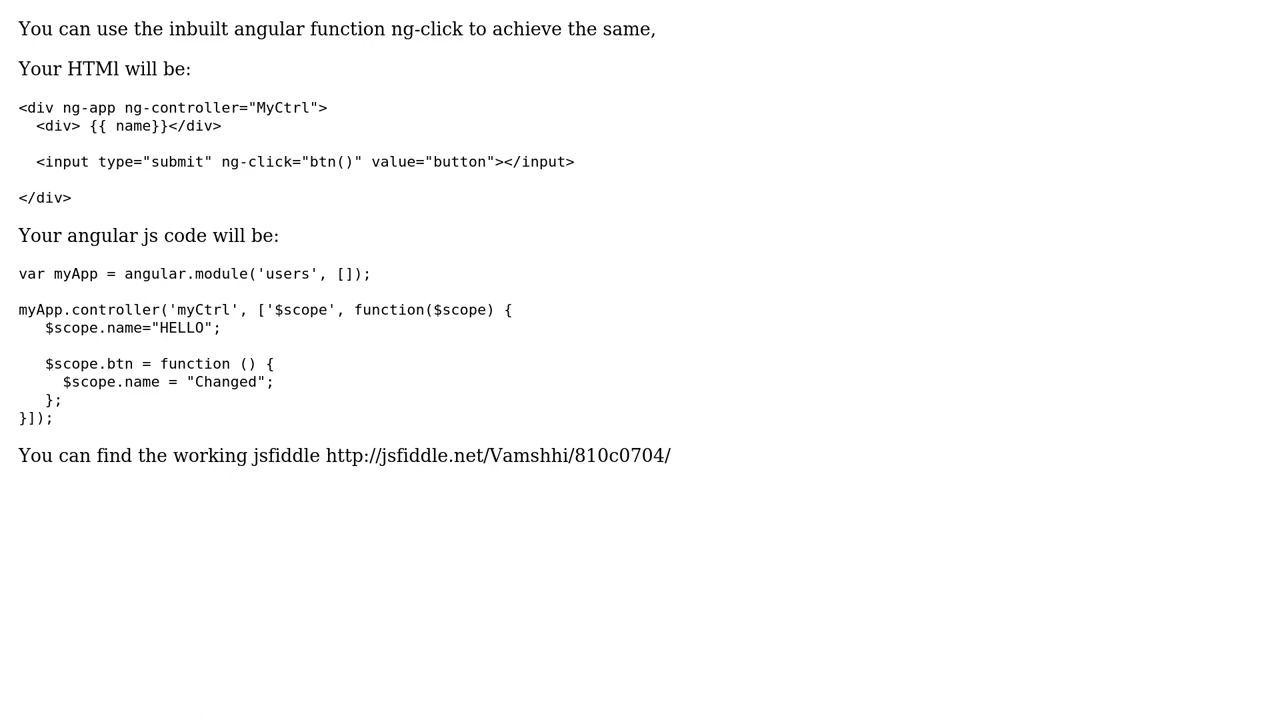 You can use the inbuilt angular function ng-click to achieve the same,
Your HTMl will be:
<div ng-app ng-controller="MyCtrl">
  <div> {{ name}}</div>
  <input type="submit" ng-click="btn()" value="button"></input>
</div>
Your angular js code will be:
var myApp = angular.module('users', []);
myApp.controller('myCtrl', ['$scope', function($scope) {
   $scope.name="HELLO";
   $scope.btn = function () {
     $scope.name = "Changed";
   };
}]);
You can find the working jsfiddle http://jsfiddle.net/Vamshhi/810c0704/